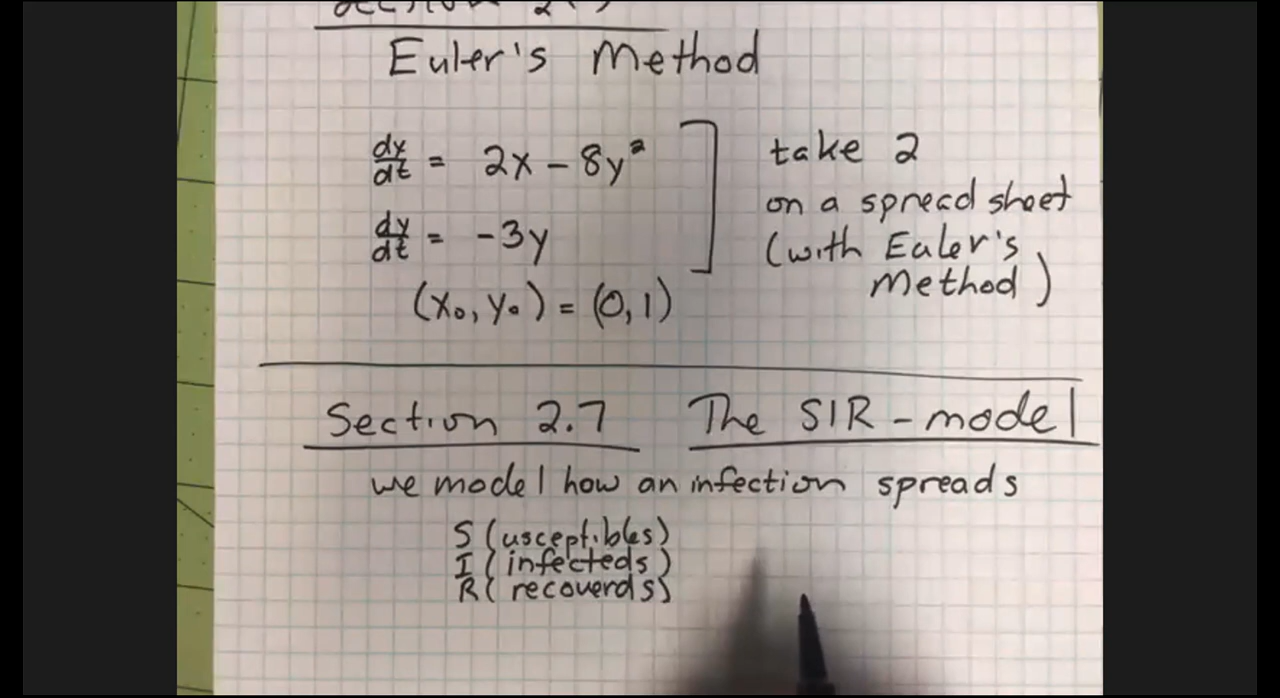 Euler's Method
dx/dt = 2x - 8y²
dy/dt = -3y
(x₀, y₀) = (0,1)
take 2
on a spread sheet
(with Euler's
Method)
Section 2.7 The SIR-model
we model how an infection spreads
S (usceptibles)
I (infecteds)
R( recoverds)